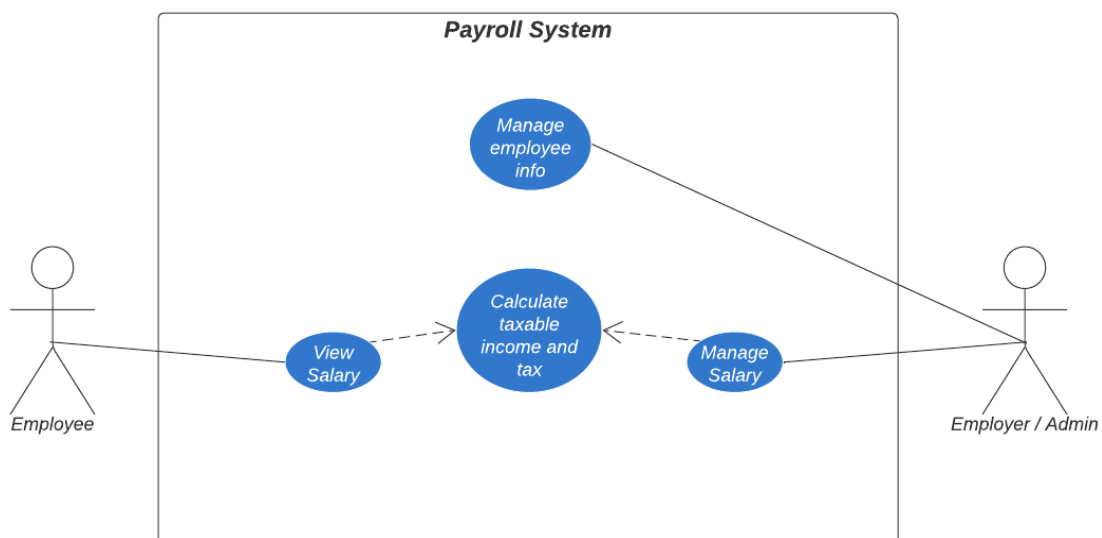 Payroll System
Manage
employee
info
Calculate
taxable
income and
tax
View
Salary
Manage
Salary
Employee
Employer / Admin